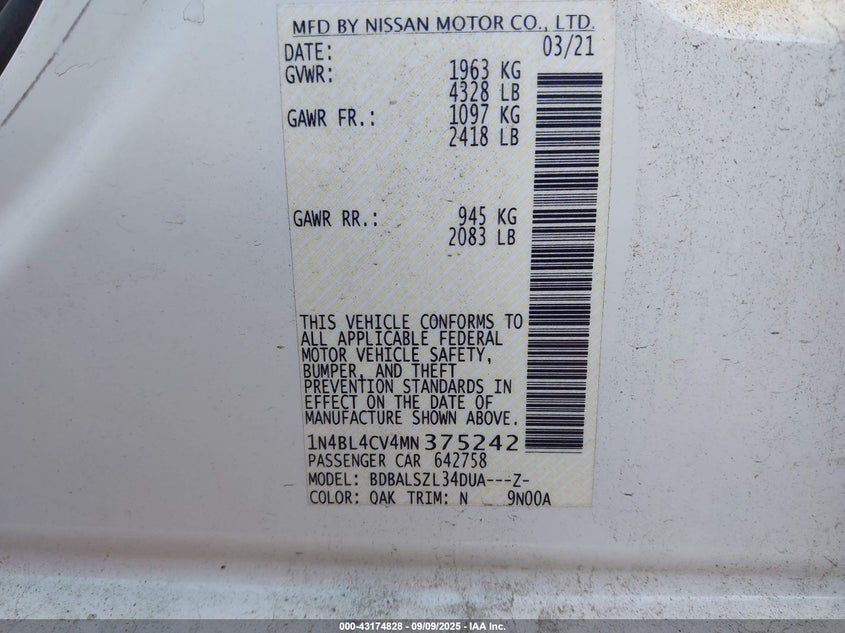 MFD BY NISSAN MOTOR CO., LTD.
DATE: 03/21
GVWR: 1963 KG
4328 LB
GAWR FR.: 1097 KG
2418 LB
GAWR RR.: 945 KG
2083 LB
THIS VEHICLE CONFORMS TO
ALL APPLICABLE FEDERAL
MOTOR VEHICLE SAFETY,
BUMPER, AND THEFT
PREVENTION STANDARDS IN
EFFECT ON THE DATE OF
MANUFACTURE SHOWN ABOVE.
1N4BL4CV4MN375242
PASSENGER CAR 642758
MODEL: BDBALSZL34DUA---Z-
COLOR: QAK TRIM: N 9N00A
000-43174828 - 09/09/2025 - IAA Inc.